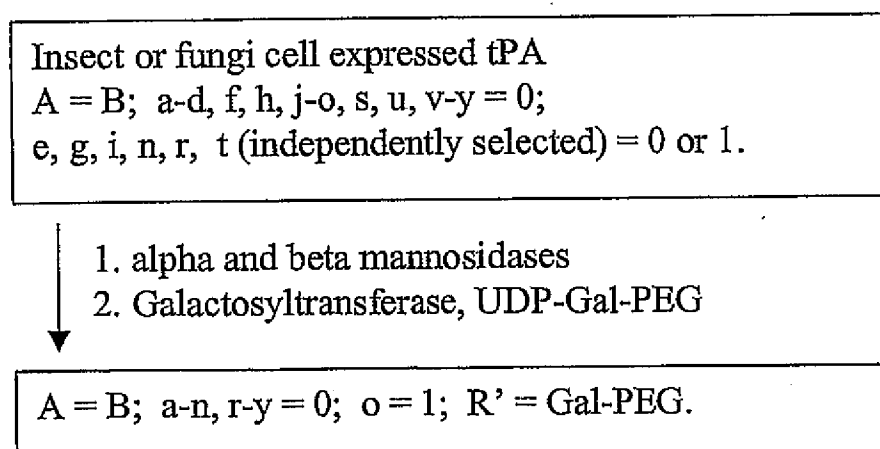 Insect or fungi cell expressed tPA
A = B; a-d, f, h, j-o, s, u, v-y = 0;
e, g, i, n, r, t (independently selected) = 0 or 1.
1. alpha and beta mannosidases
2. Galactosyltransferase, UDP-Gal-PEG
A = B; a-n, r-y = 0; o = 1; R’ = Gal-PEG.